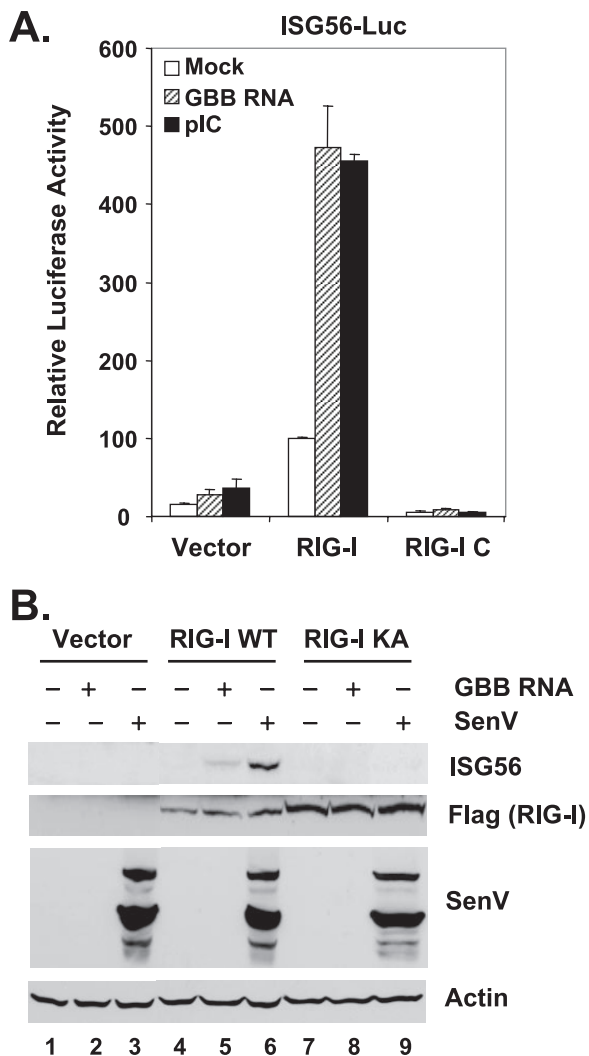 A.
ISG56-Luc
600
500
400
300
200
100
0
Relative Luciferase Activity
Mock
GBB RNA
pIC
Vector RIG-I RIG-I C
B.
Vector RIG-I WT RIG-I KA
– + – – + – – + – GBB RNA
– – + – – + – – + SenV
ISG56
Flag (RIG-I)
SenV
Actin
1 2 3 4 5 6 7 8 9